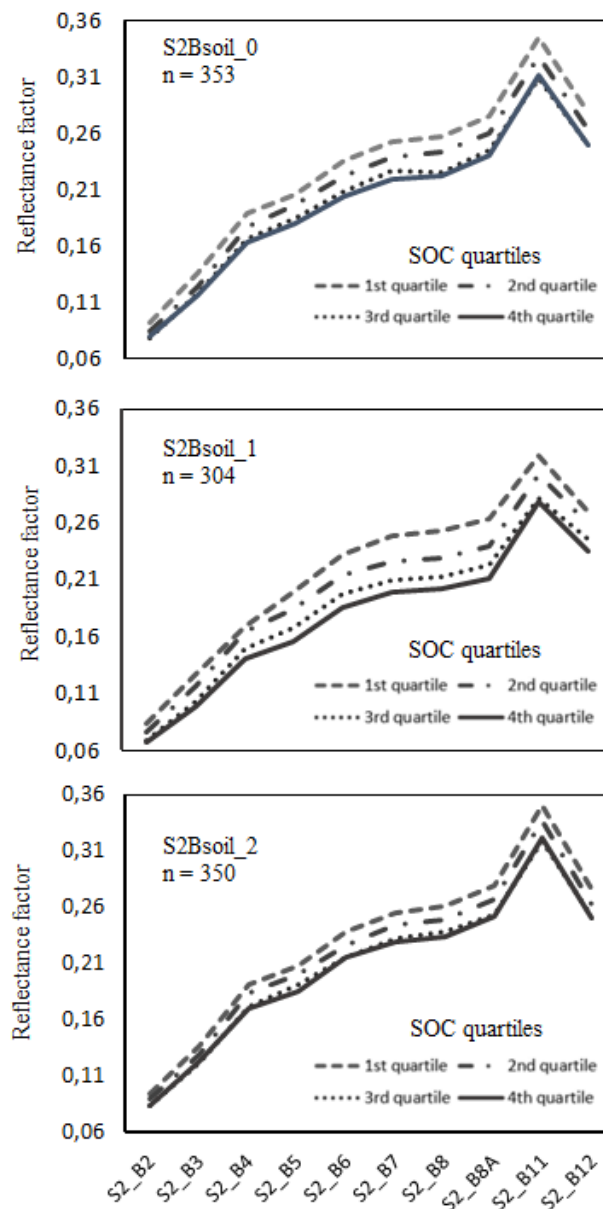 0,36
0,31
0,26
0,21
0,16
0,11
0,06
Reflectance factor
S2Bsoil_0
n = 353
SOC quartiles
1st quartile 2nd quartile
3rd quartile 4th quartile
0,36
0,31
0,26
0,21
0,16
0,11
0,06
Reflectance factor
S2Bsoil_1
n = 304
SOC quartiles
1st quartile 2nd quartile
3rd quartile 4th quartile
0,36
0,31
0,26
0,21
0,16
0,11
0,06
Reflectance factor
S2Bsoil_2
n = 350
SOC quartiles
1st quartile 2nd quartile
3rd quartile 4th quartile
S2_B2
S2_B3
S2_B4
S2_B5
S2_B6
S2_B7
S2_B8
S2_B8A
S2_B11
S2_B12